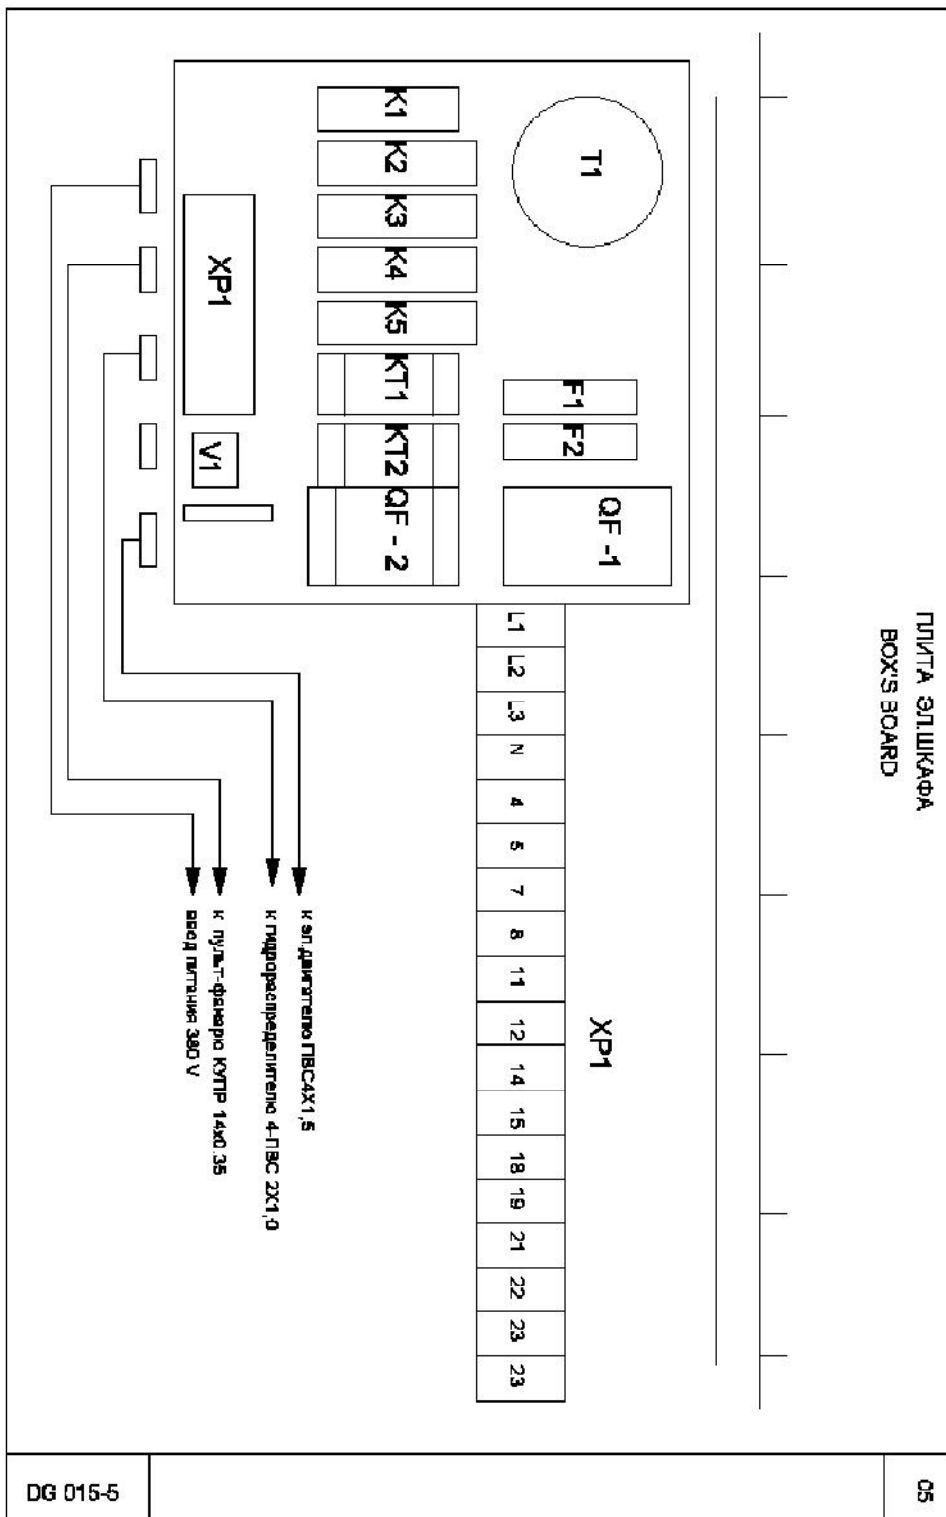 ПЛИТА ЭЛ.ШКАФА
BOX'S BOARD
T1
F1
F2
QF -1
K1
K2
K3
K4
K5
KT1
KT2
QF - 2
XP1
V1
XP1
L1
L2
L3
N
4
5
7
8
11
12
14
15
18
19
21
22
23
23
к эл.двигателю ПВС4Х1,5
к гидрораспределителю 4-ПВС 2Х1,0
к пульт-фанарю КУПР 14х0.35
ввод питания 380 V
DG 015-5
05